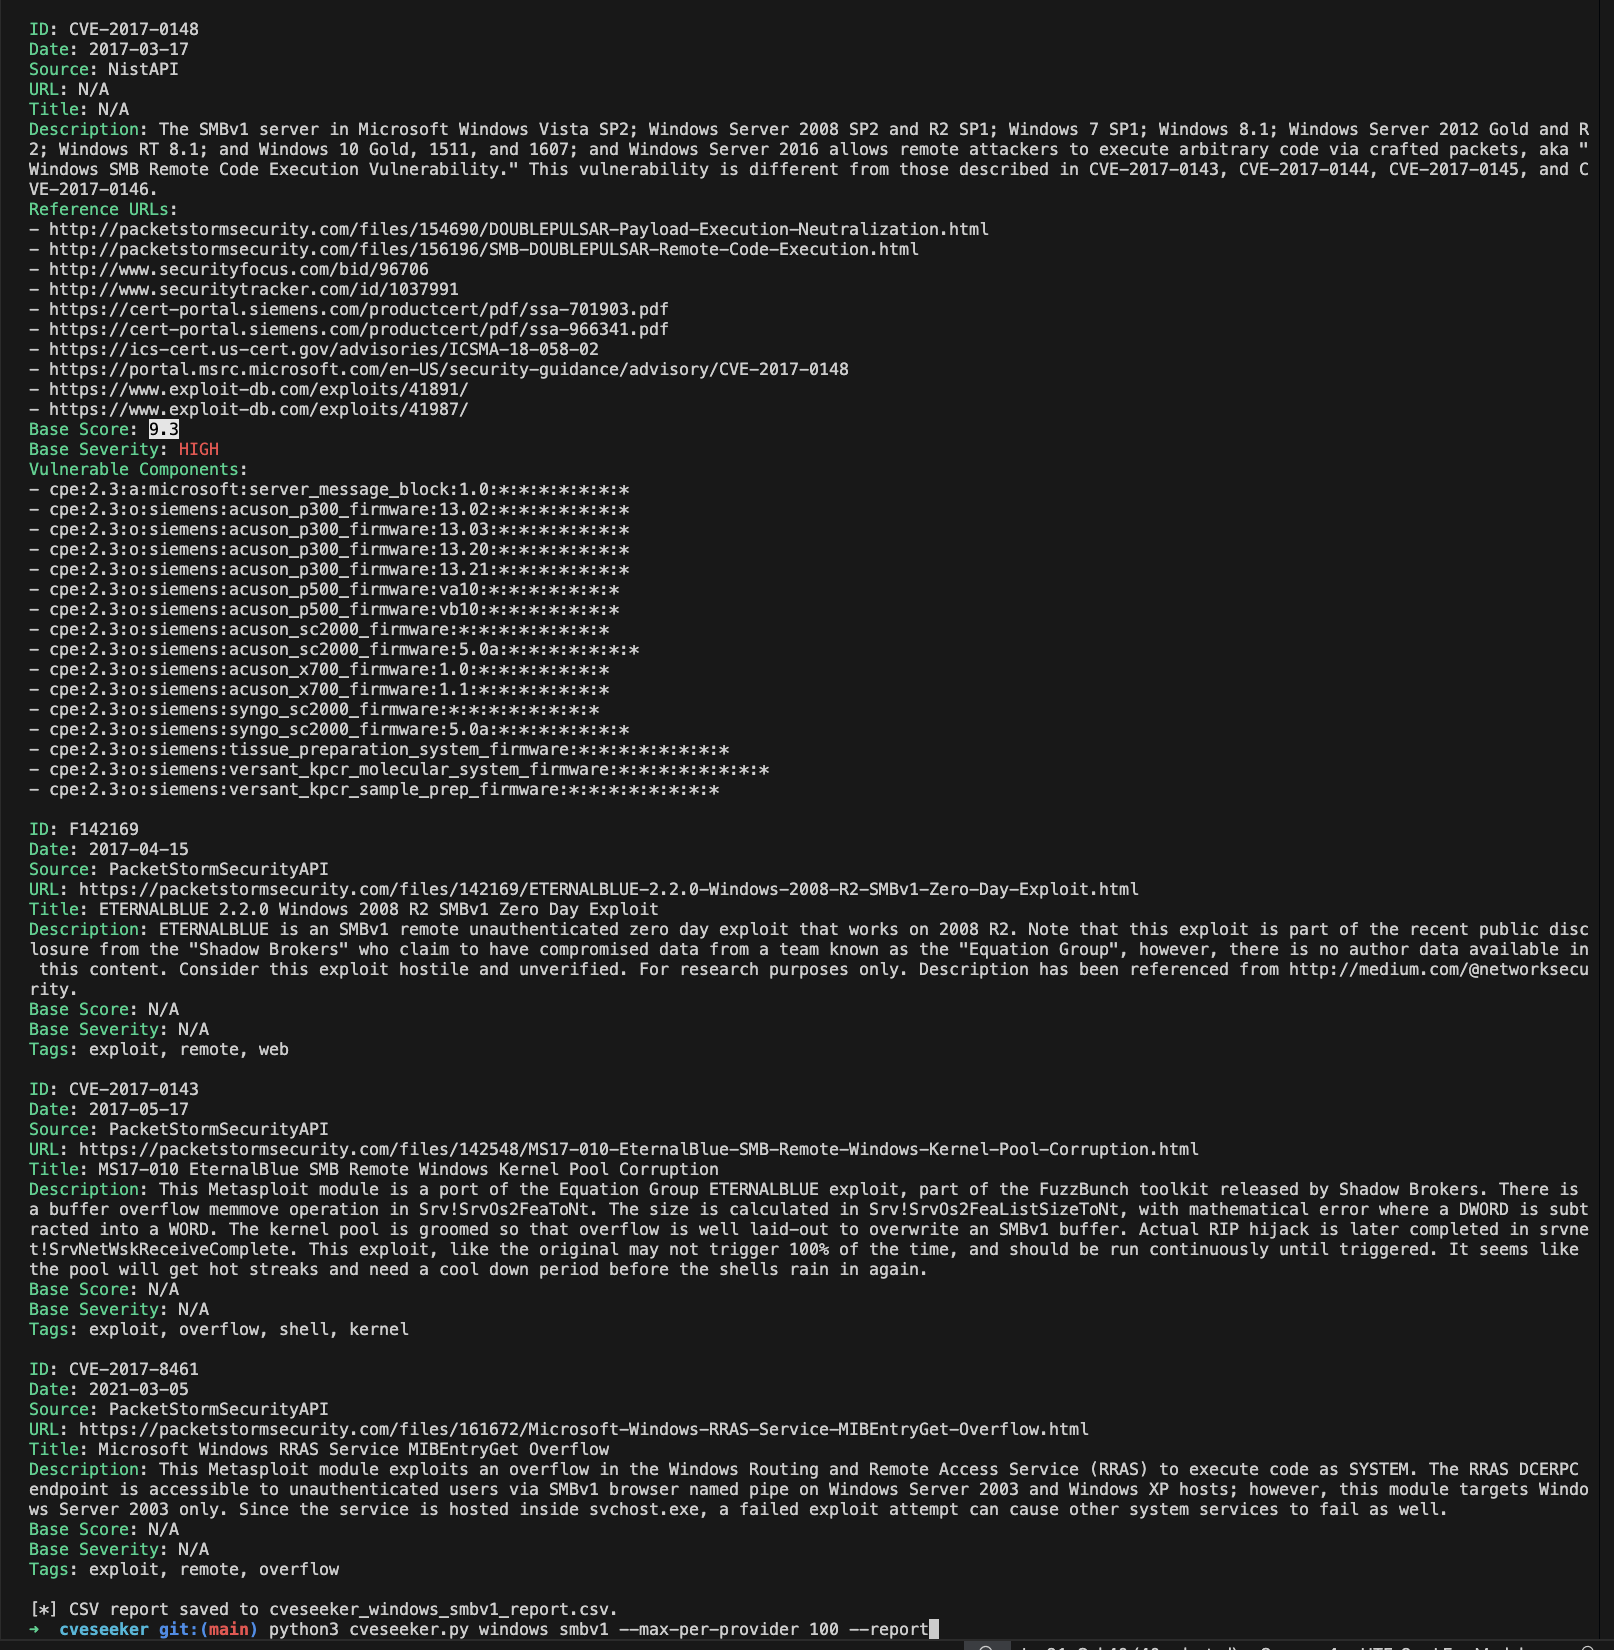 ID: CVE-2017-0148
Date: 2017-03-17
Source: NistAPI
URL: N/A
Title: N/A
Description: The SMBv1 server in Microsoft Windows Vista SP2; Windows Server 2008 SP2 and R2 SP1; Windows 7 SP1; Windows 8.1; Windows Server 2012 Gold and R
2; Windows RT 8.1; and Windows 10 Gold, 1511, and 1607; and Windows Server 2016 allows remote attackers to execute arbitrary code via crafted packets, aka "
Windows SMB Remote Code Execution Vulnerability." This vulnerability is different from those described in CVE-2017-0143, CVE-2017-0144, CVE-2017-0145, and C
VE-2017-0146.
Reference URLs:
- http://packetstormsecurity.com/files/154690/DOUBLEPULSAR-Payload-Execution-Neutralization.html
- http://packetstormsecurity.com/files/156196/SMB-DOUBLEPULSAR-Remote-Code-Execution.html
- http://www.securityfocus.com/bid/96706
- http://www.securitytracker.com/id/1037991
- https://cert-portal.siemens.com/productcert/pdf/ssa-701903.pdf
- https://cert-portal.siemens.com/productcert/pdf/ssa-966341.pdf
- https://ics-cert.us-cert.gov/advisories/ICSMA-18-058-02
- https://portal.msrc.microsoft.com/en-US/security-guidance/advisory/CVE-2017-0148
- https://www.exploit-db.com/exploits/41891/
- https://www.exploit-db.com/exploits/41987/
Base Score: 9.3
Base Severity: HIGH
Vulnerable Components:
- cpe:2.3:a:microsoft:server_message_block:1.0:*:*:*:*:*:*:*
- cpe:2.3:o:siemens:acuson_p300_firmware:13.02:*:*:*:*:*:*:*
- cpe:2.3:o:siemens:acuson_p300_firmware:13.03:*:*:*:*:*:*:*
- cpe:2.3:o:siemens:acuson_p300_firmware:13.20:*:*:*:*:*:*:*
- cpe:2.3:o:siemens:acuson_p300_firmware:13.21:*:*:*:*:*:*:*
- cpe:2.3:o:siemens:acuson_p500_firmware:va10:*:*:*:*:*:*:*
- cpe:2.3:o:siemens:acuson_p500_firmware:vb10:*:*:*:*:*:*:*
- cpe:2.3:o:siemens:acuson_sc2000_firmware:*:*:*:*:*:*:*:*
- cpe:2.3:o:siemens:acuson_sc2000_firmware:5.0a:*:*:*:*:*:*:*
- cpe:2.3:o:siemens:acuson_x700_firmware:1.0:*:*:*:*:*:*:*
- cpe:2.3:o:siemens:acuson_x700_firmware:1.1:*:*:*:*:*:*:*
- cpe:2.3:o:siemens:syngo_sc2000_firmware:*:*:*:*:*:*:*:*
- cpe:2.3:o:siemens:syngo_sc2000_firmware:5.0a:*:*:*:*:*:*:*
- cpe:2.3:o:siemens:tissue_preparation_system_firmware:*:*:*:*:*:*:*:*
- cpe:2.3:o:siemens:versant_kpcr_molecular_system_firmware:*:*:*:*:*:*:*:*
- cpe:2.3:o:siemens:versant_kpcr_sample_prep_firmware:*:*:*:*:*:*:*:*
ID: F142169
Date: 2017-04-15
Source: PacketStormSecurityAPI
URL: https://packetstormsecurity.com/files/142169/ETERNALBLUE-2.2.0-Windows-2008-R2-SMBv1-Zero-Day-Exploit.html
Title: ETERNALBLUE 2.2.0 Windows 2008 R2 SMBv1 Zero Day Exploit
Description: ETERNALBLUE is an SMBv1 remote unauthenticated zero day exploit that works on 2008 R2. Note that this exploit is part of the recent public disc
losure from the "Shadow Brokers" who claim to have compromised data from a team known as the "Equation Group", however, there is no author data available in
 this content. Consider this exploit hostile and unverified. For research purposes only. Description has been referenced from http://medium.com/@networksecu
rity.
Base Score: N/A
Base Severity: N/A
Tags: exploit, remote, web
ID: CVE-2017-0143
Date: 2017-05-17
Source: PacketStormSecurityAPI
URL: https://packetstormsecurity.com/files/142548/MS17-010-EternalBlue-SMB-Remote-Windows-Kernel-Pool-Corruption.html
Title: MS17-010 EternalBlue SMB Remote Windows Kernel Pool Corruption
Description: This Metasploit module is a port of the Equation Group ETERNALBLUE exploit, part of the FuzzBunch toolkit released by Shadow Brokers. There is
a buffer overflow memmove operation in Srv!SrvOs2FeaToNt. The size is calculated in Srv!SrvOs2FeaListSizeToNt, with mathematical error where a DWORD is subt
racted into a WORD. The kernel pool is groomed so that overflow is well laid-out to overwrite an SMBv1 buffer. Actual RIP hijack is later completed in srvne
t!SrvNetWskReceiveComplete. This exploit, like the original may not trigger 100% of the time, and should be run continuously until triggered. It seems like
the pool will get hot streaks and need a cool down period before the shells rain in again.
Base Score: N/A
Base Severity: N/A
Tags: exploit, overflow, shell, kernel
ID: CVE-2017-8461
Date: 2021-03-05
Source: PacketStormSecurityAPI
URL: https://packetstormsecurity.com/files/161672/Microsoft-Windows-RRAS-Service-MIBEntryGet-Overflow.html
Title: Microsoft Windows RRAS Service MIBEntryGet Overflow
Description: This Metasploit module exploits an overflow in the Windows Routing and Remote Access Service (RRAS) to execute code as SYSTEM. The RRAS DCERPC
endpoint is accessible to unauthenticated users via SMBv1 browser named pipe on Windows Server 2003 and Windows XP hosts; however, this module targets Windo
ws Server 2003 only. Since the service is hosted inside svchost.exe, a failed exploit attempt can cause other system services to fail as well.
Base Score: N/A
Base Severity: N/A
Tags: exploit, remote, overflow
[*] CSV report saved to cveseeker_windows_smbv1_report.csv.
➜ cveseeker git:(main) python3 cveseeker.py windows smbv1 --max-per-provider 100 --report